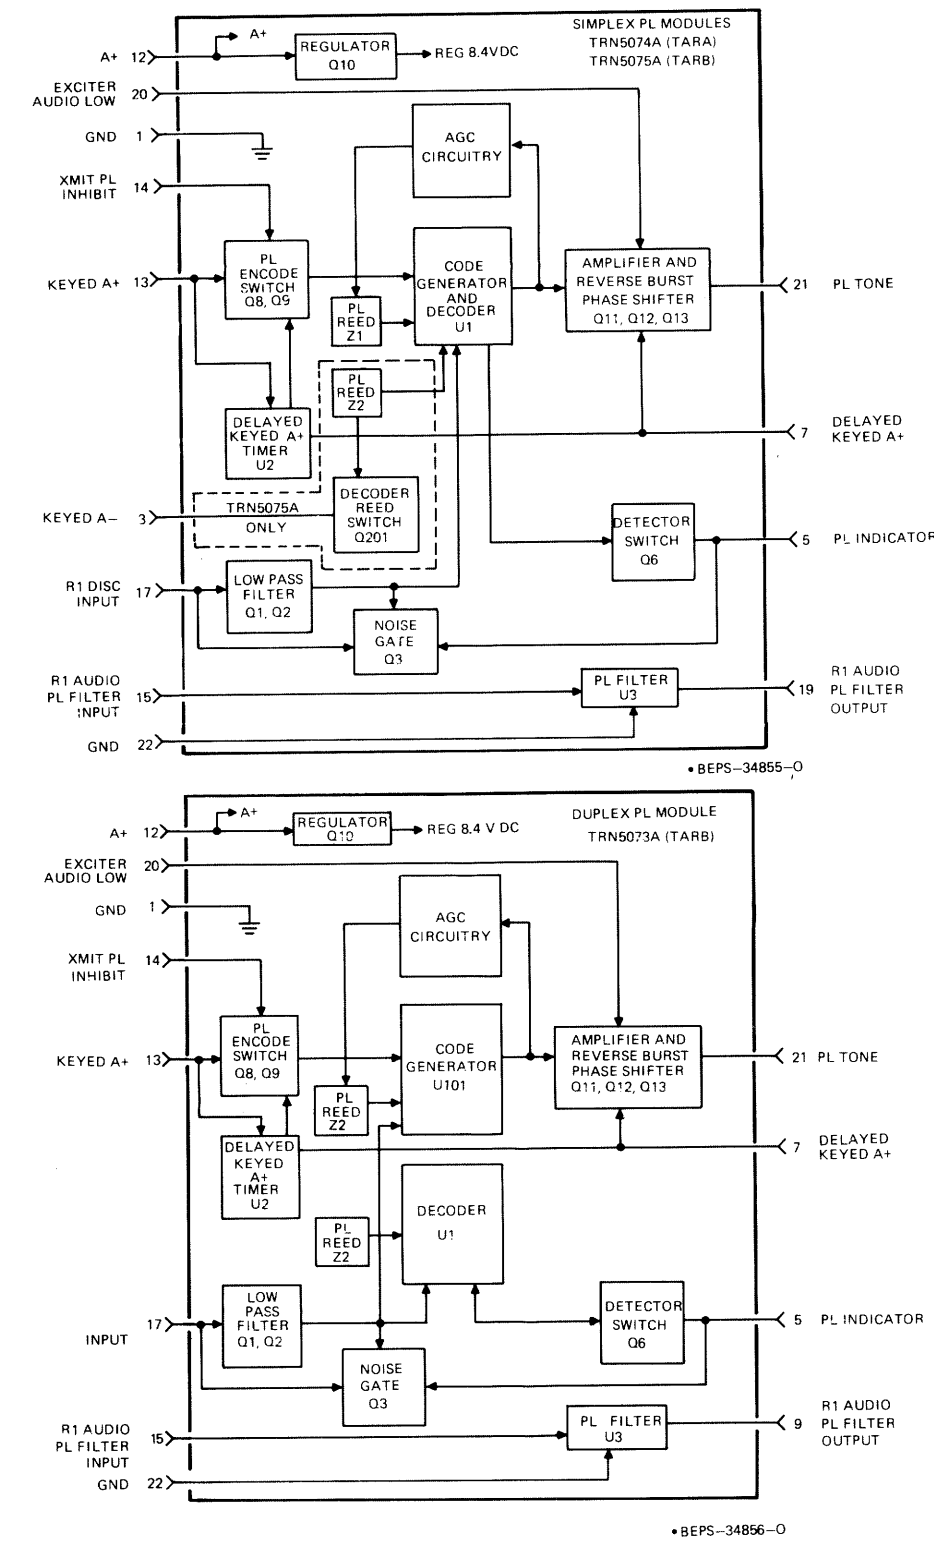 SIMPLEX PL MODULES
TRN5074A (TARA)
TRN5075A (TARB)
A+ 12
A+
REGULATOR
Q10
REG 8.4VDC
EXCITER
AUDIO LOW
20
GND 1
AGC
CIRCUITRY
XMIT PL
INHIBIT
14
PL
ENCODE
SWITCH
Q8, Q9
KEYED A+ 13
CODE
GENERATOR
AND
DECODER
U1
AMPLIFIER AND
REVERSE BURST
PHASE SHIFTER
Q11, Q12, Q13
21 PL TONE
PL
REED
Z1
PL
REED
Z2
DELAYED
KEYED A+
TIMER
U2
7 DELAYED
KEYED A+
DECODER
REED
SWITCH
Q201
TRN5075A
ONLY
KEYED A− 3
DETECTOR
SWITCH
Q6
5 PL INDICATOR
R1 DISC
INPUT
17
LOW PASS
FILTER
Q1, Q2
NOISE
GATE
Q3
R1 AUDIO
PL FILTER
INPUT
15
PL FILTER
U3
19
R1 AUDIO
PL FILTER
OUTPUT
GND 22
• BEPS−34855−O
DUPLEX PL MODULE
TRN5073A (TARB)
A+ 12
A+
REGULATOR
Q10
REG 8.4 V DC
EXCITER
AUDIO LOW
20
GND 1
AGC
CIRCUITRY
XMIT PL
INHIBIT
14
PL
ENCODE
SWITCH
Q8, Q9
KEYED A+ 13
CODE
GENERATOR
U101
AMPLIFIER AND
REVERSE BURST
PHASE SHIFTER
Q11, Q12, Q13
21 PL TONE
PL
REED
Z2
DELAYED
KEYED
A+
TIMER
U2
7 DELAYED
KEYED A+
DECODER
U1
PL
REED
Z2
LOW
PASS
FILTER
Q1, Q2
17
INPUT
DETECTOR
SWITCH
Q6
5 PL INDICATOR
NOISE
GATE
Q3
R1 AUDIO
PL FILTER
INPUT
15
PL FILTER
U3
9
R1 AUDIO
PL FILTER
OUTPUT
GND 22
• BEPS−34856−O